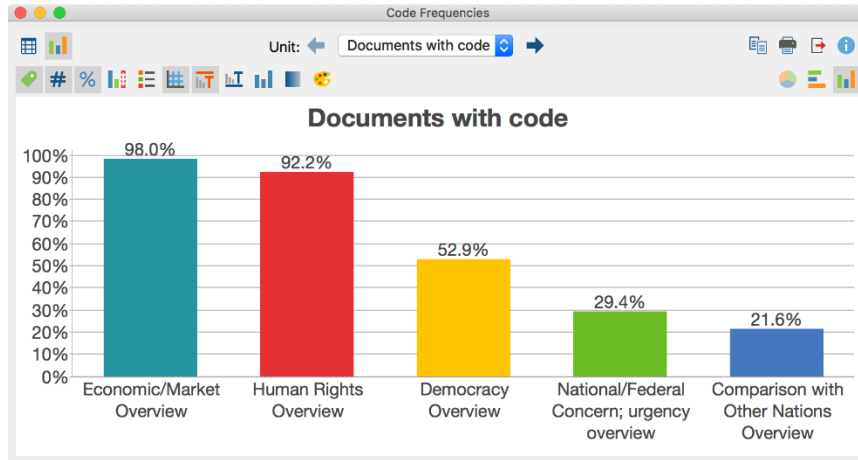 Code Frequencies
Unit: Documents with code
# %
Documents with code
100%
90%
80%
70%
60%
50%
40%
30%
20%
10%
0%
98.0%
92.2%
52.9%
29.4%
21.6%
Economic/Market
Overview
Human Rights
Overview
Democracy
Overview
National/Federal
Concern; urgency
overview
Comparison with
Other Nations
Overview